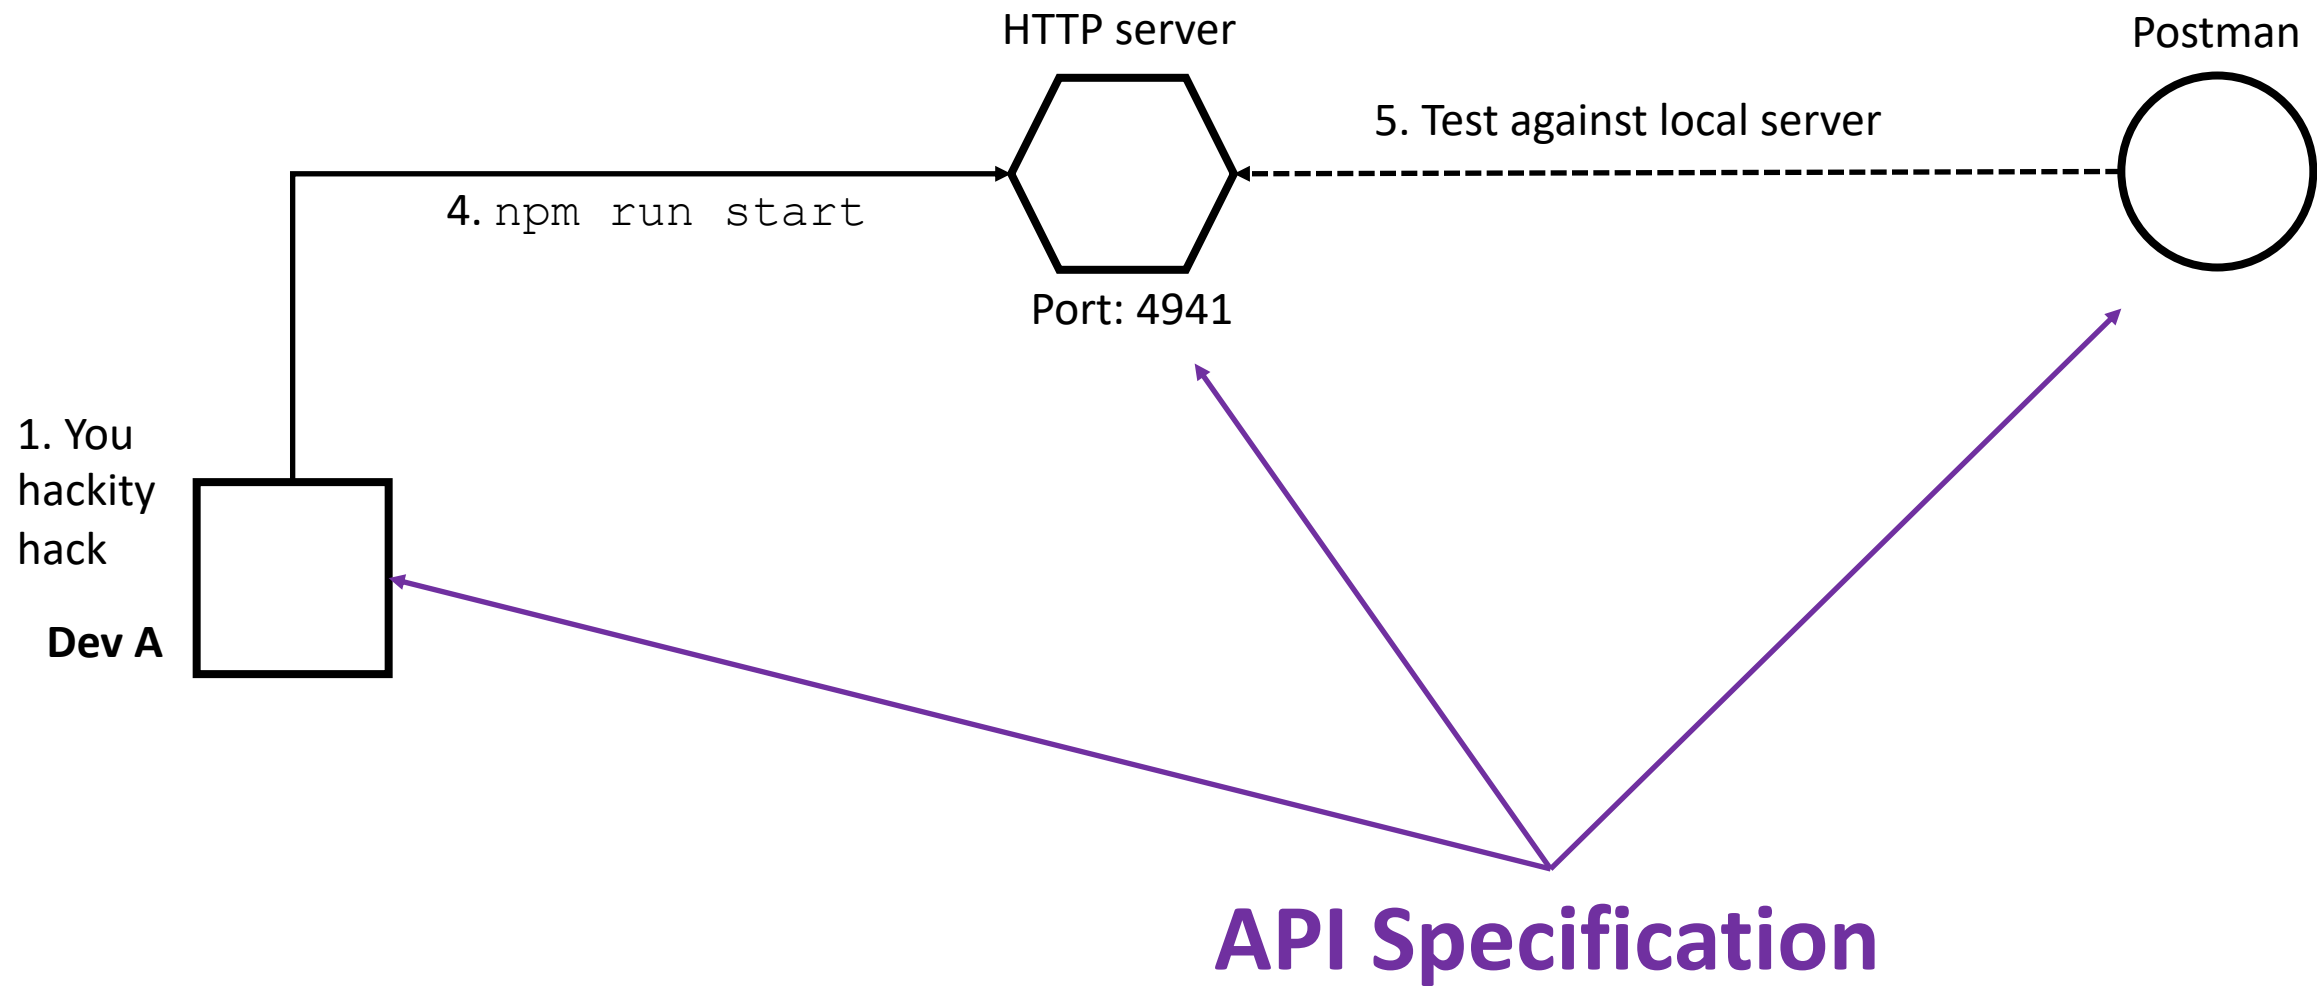 HTTP server
Postman
5. Test against local server
4. npm run start
Port: 4941
1. You
hackity
hack
Dev A
API Specification